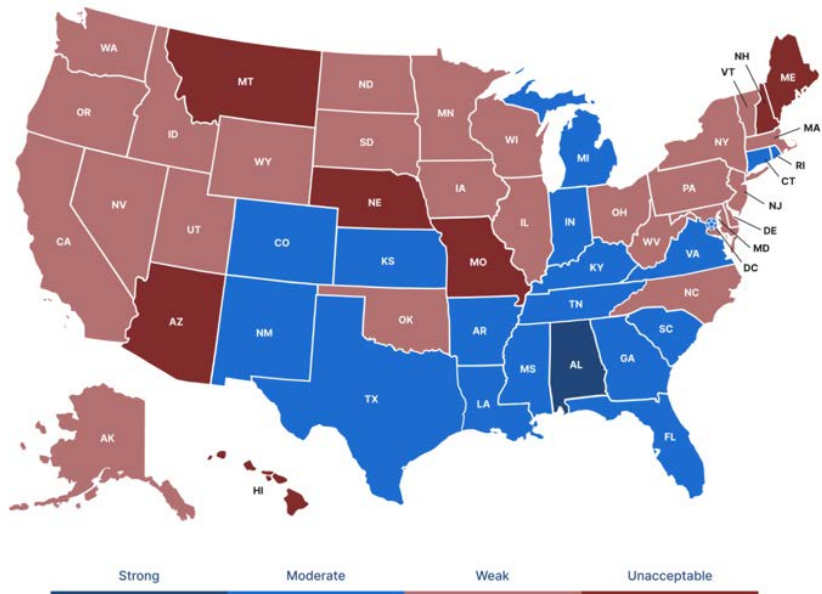 WA
MT
ND
MN
OR
ID
SD
WI
WY
MI
NH
VT
ME
MA
NY
RI
CT
IA
NE
PA
NJ
NV
UT
CO
IL
IN
OH
DE
MD
DC
WV
VA
CA
KS
MO
KY
AZ
NM
OK
AR
TN
NC
SC
MS
AL
GA
TX
LA
FL
AK
HI
Strong Moderate Weak Unacceptable